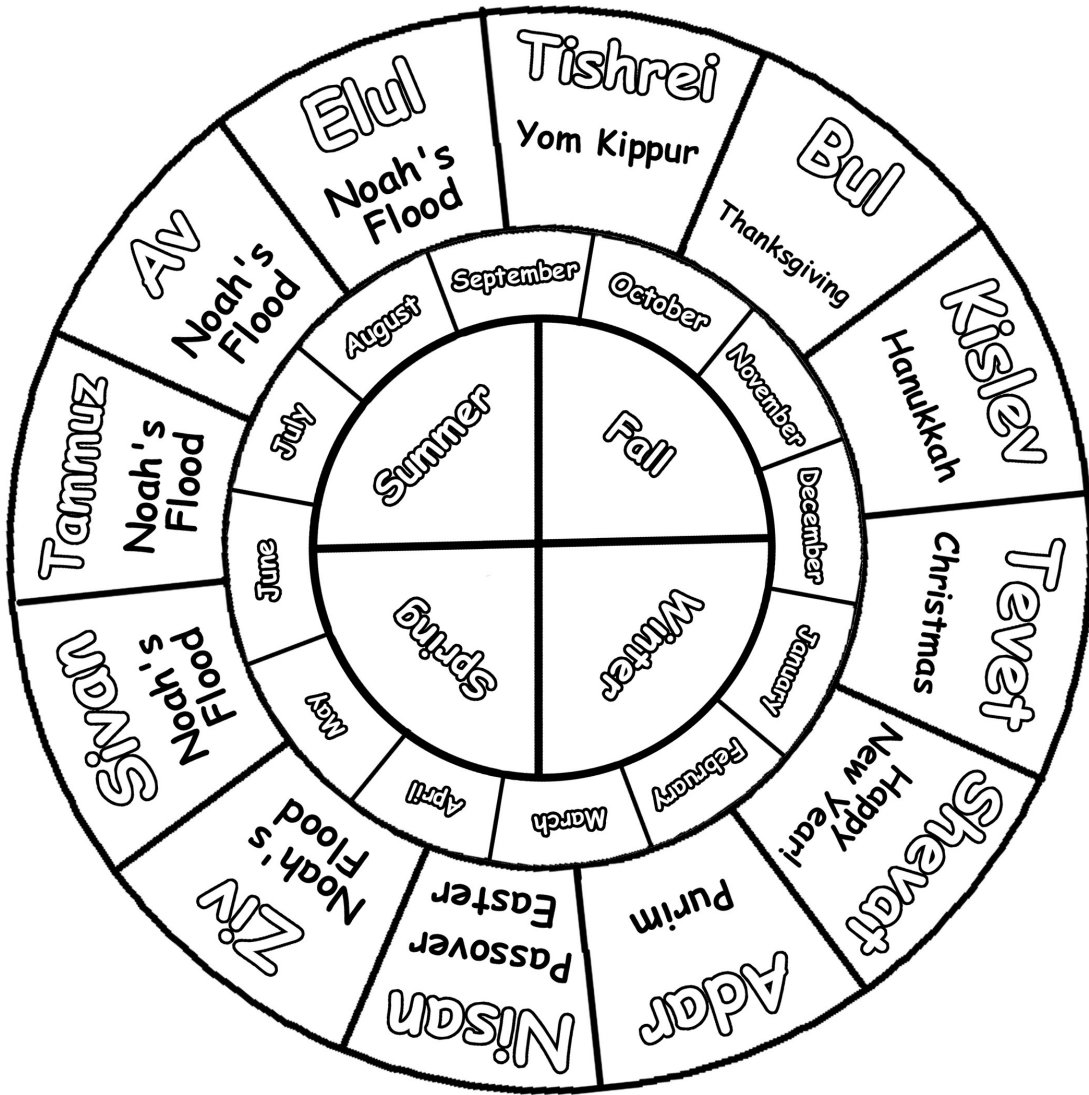 Tishrei
Yom Kippur
Bul
Thanksgiving
Kislev
Hanukkah
Tevet
Christmas
Shevat
Happy
New Year!
Adar
Purim
Nisan
Passover
Easter
Ziv
Noah's
Flood
Sivan
Noah's
Flood
Tammuz
Noah's
Flood
Av
Noah's
Flood
Elul
Noah's
Flood
September
October
November
December
January
February
March
April
May
June
July
August
Summer
Fall
Winter
Spring